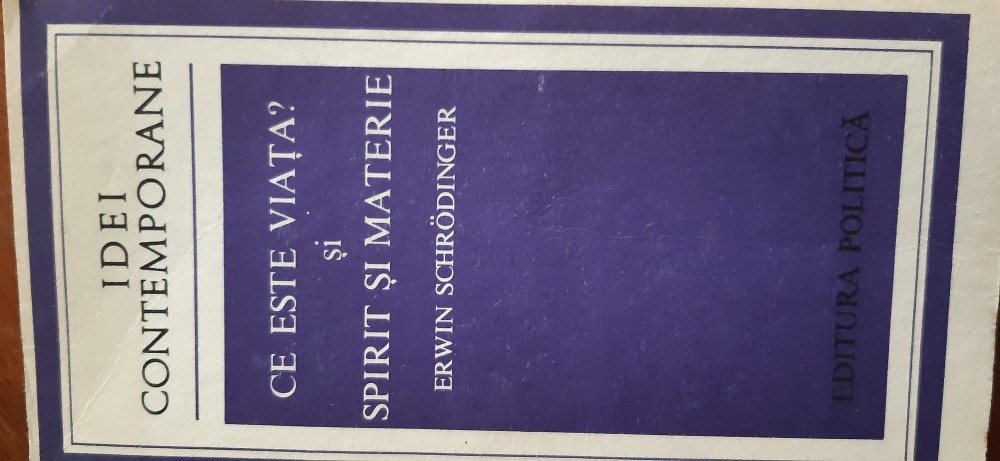 IDEI
CONTEMPORANE
CE ESTE VIAȚA?
și
SPIRIT ȘI MATERIE
ERWIN SCHRÖDINGER
EDITURA POLITICĂ